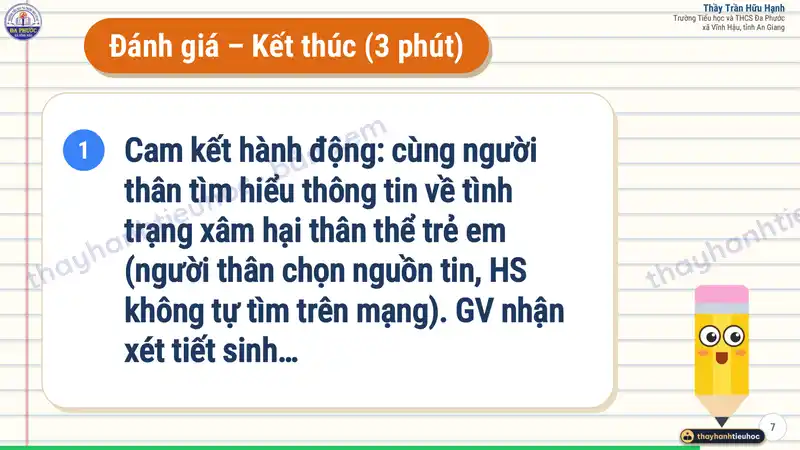 Thầy Trần Hữu Hạnh
Trường Tiểu học và THCS Đa Phước
xã Vĩnh Hậu, tỉnh An Giang
ĐA PHƯỚC
Đánh giá – Kết thúc (3 phút)
1
Cam kết hành động: cùng người
thân tìm hiểu thông tin về tình
trạng xâm hại thân thể trẻ em
(người thân chọn nguồn tin, HS
không tự tìm trên mạng). GV nhận
xét tiết sinh…
7
thayhanhtieuhoc